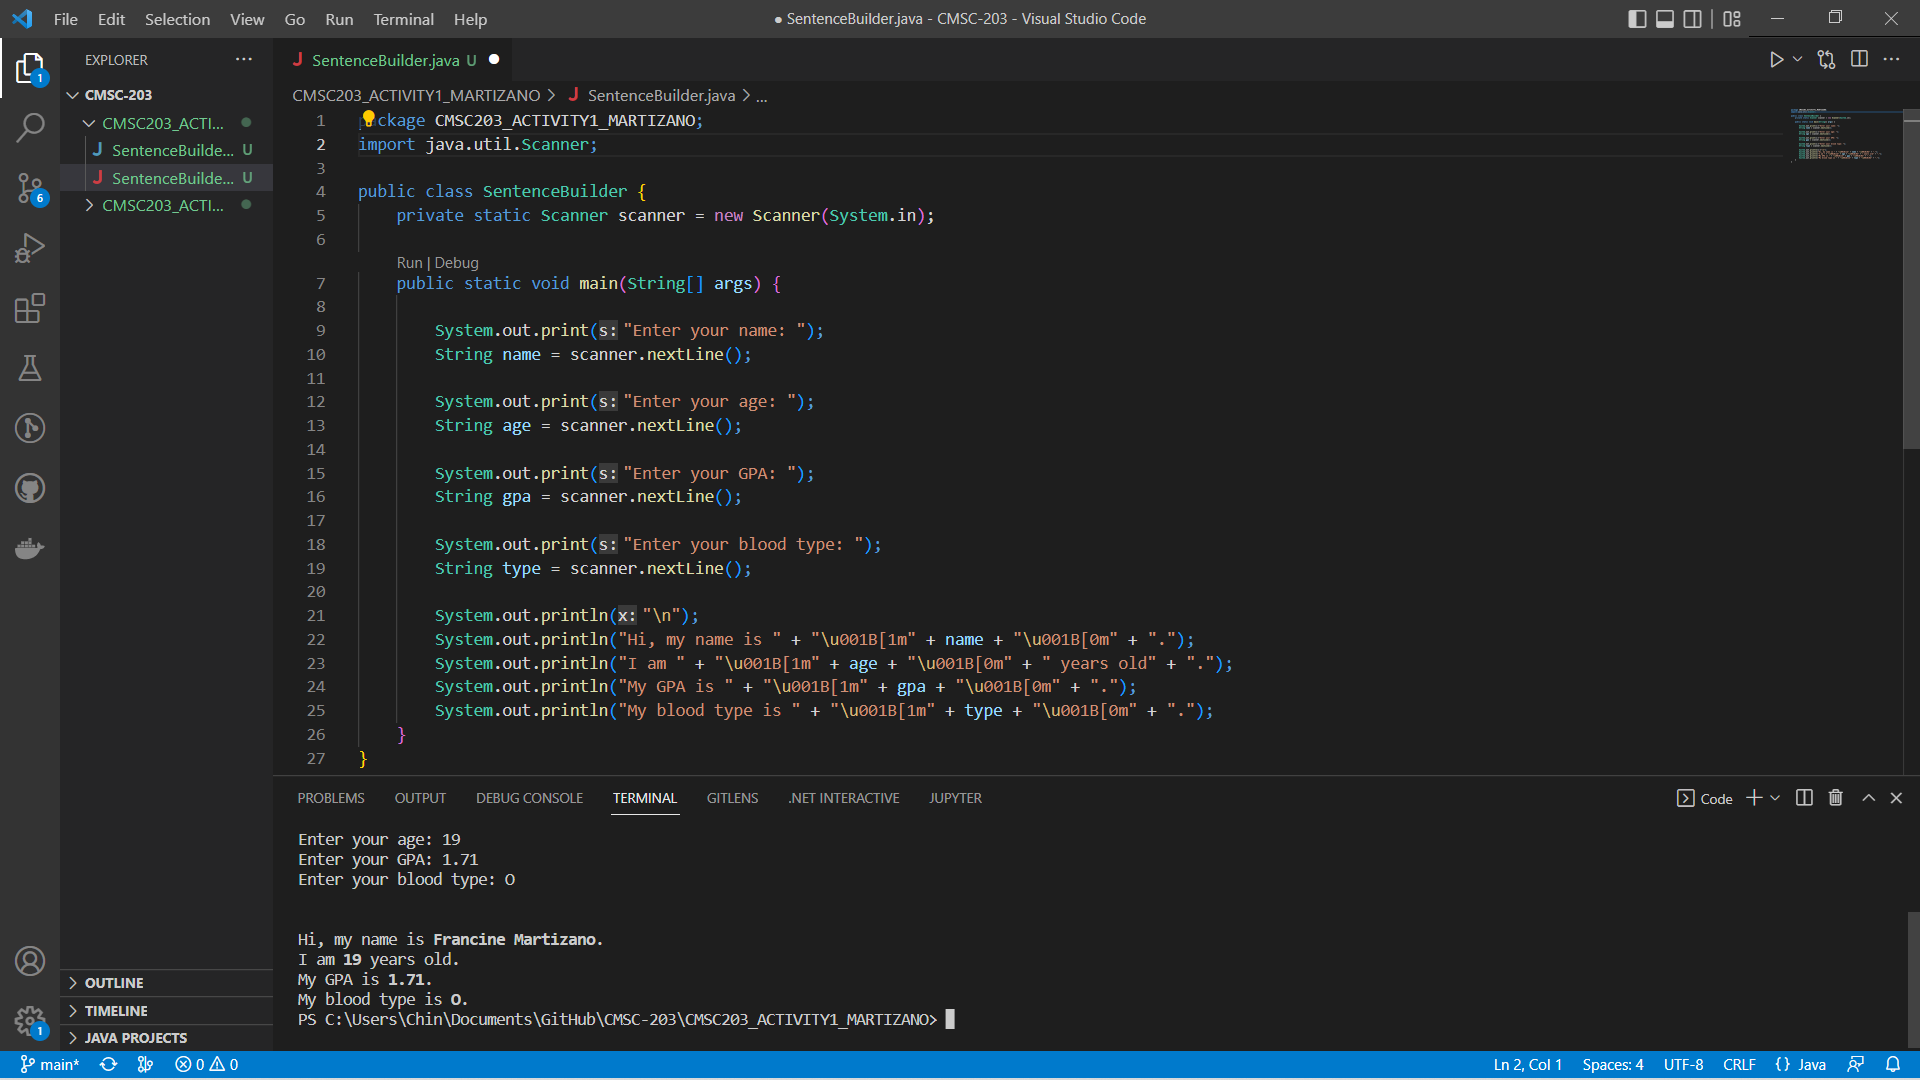 File Edit Selection View Go Run Terminal Help
● SentenceBuilder.java - CMSC-203 - Visual Studio Code
EXPLORER
CMSC-203
CMSC203_ACTI...
SentenceBuilde... U
SentenceBuilde... U
CMSC203_ACTI...
OUTLINE
TIMELINE
JAVA PROJECTS
1
6
1
J SentenceBuilder.java U
CMSC203_ACTIVITY1_MARTIZANO > J SentenceBuilder.java > ...
1 package CMSC203_ACTIVITY1_MARTIZANO;
2 import java.util.Scanner;
3
4 public class SentenceBuilder {
5 private static Scanner scanner = new Scanner(System.in);
6
Run | Debug
7 public static void main(String[] args) {
8
9 System.out.print(s: "Enter your name: ");
10 String name = scanner.nextLine();
11
12 System.out.print(s: "Enter your age: ");
13 String age = scanner.nextLine();
14
15 System.out.print(s: "Enter your GPA: ");
16 String gpa = scanner.nextLine();
17
18 System.out.print(s: "Enter your blood type: ");
19 String type = scanner.nextLine();
20
21 System.out.println(x: "\n");
22 System.out.println("Hi, my name is " + "\u001B[1m" + name + "\u001B[0m" + ".");
23 System.out.println("I am " + "\u001B[1m" + age + "\u001B[0m" + " years old" + ".");
24 System.out.println("My GPA is " + "\u001B[1m" + gpa + "\u001B[0m" + ".");
25 System.out.println("My blood type is " + "\u001B[1m" + type + "\u001B[0m" + ".");
26 }
27 }
PROBLEMS OUTPUT DEBUG CONSOLE TERMINAL GITLENS .NET INTERACTIVE JUPYTER
Code
Enter your age: 19
Enter your GPA: 1.71
Enter your blood type: O
Hi, my name is Francine Martizano.
I am 19 years old.
My GPA is 1.71.
My blood type is O.
PS C:\Users\Chin\Documents\GitHub\CMSC-203\CMSC203_ACTIVITY1_MARTIZANO>
main* 0 0 Ln 2, Col 1 Spaces: 4 UTF-8 CRLF {} Java